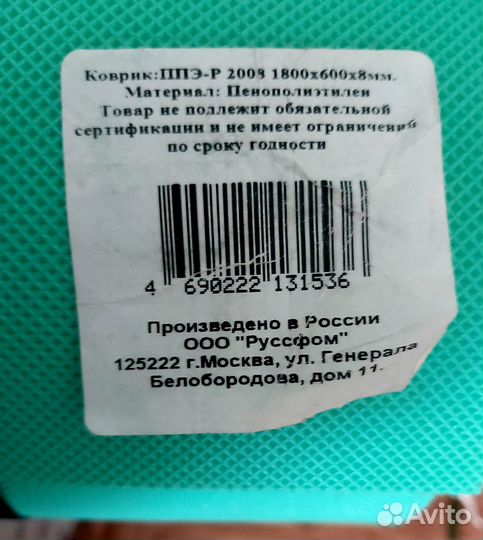 Коврик:ППЭ-Р 2008 1800х600х8мм.
Материал: Пенополиэтилен
Товар не подлежит обязательной
сертификации и не имеет ограничений
по сроку годности
4 690222 131536
Произведено в России
ООО "Руссфом"
125222 г.Москва, ул. Генерала
Белобородова, дом 11.
Avito